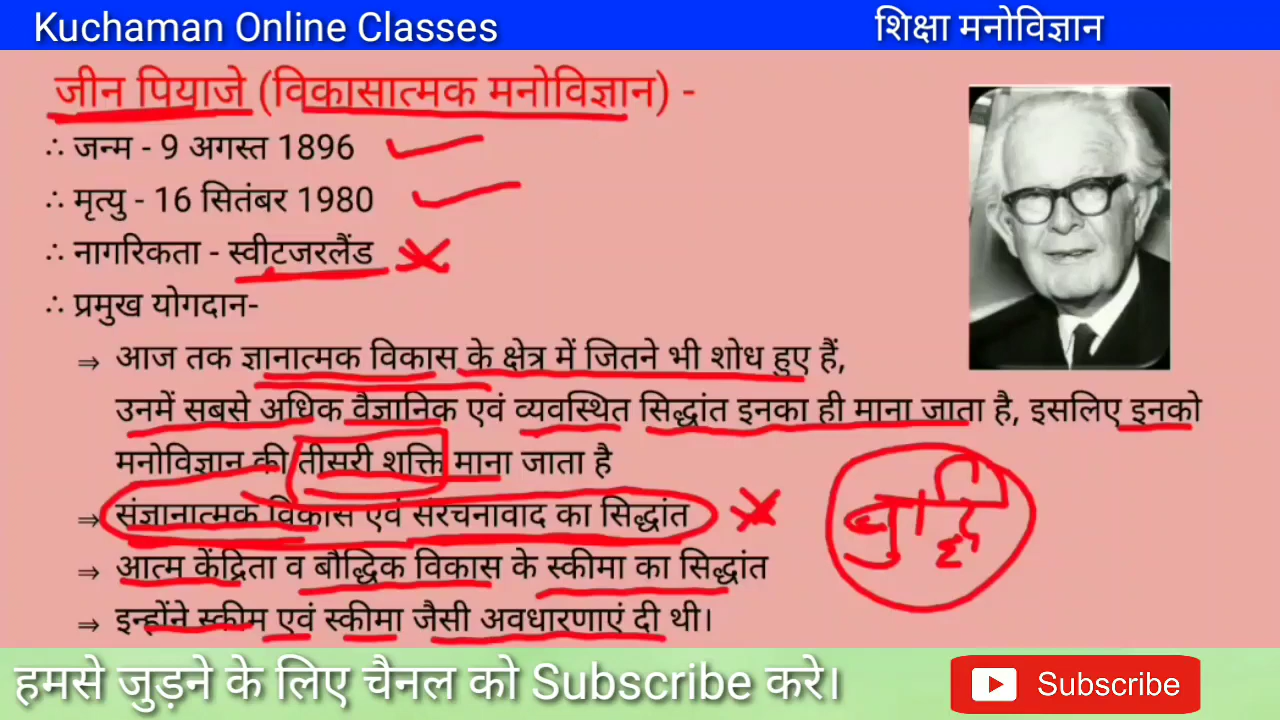 Kuchaman Online Classes
शिक्षा मनोविज्ञान
जीन पियाजे (विकासात्मक मनोविज्ञान) -
∴ जन्म - 9 अगस्त 1896
∴ मृत्यु - 16 सितंबर 1980
∴ नागरिकता - स्वीटजरलैंड
∴ प्रमुख योगदान-
⇒ आज तक ज्ञानात्मक विकास के क्षेत्र में जितने भी शोध हुए हैं,
उनमें सबसे अधिक वैज्ञानिक एवं व्यवस्थित सिद्धांत इनका ही माना जाता है, इसलिए इनको
मनोविज्ञान की तीसरी शक्ति माना जाता है
⇒ संज्ञानात्मक विकास एवं संरचनावाद का सिद्धांत
⇒ आत्म केंद्रिता व बौद्धिक विकास के स्कीमा का सिद्धांत
⇒ इन्होंने स्कीम एवं स्कीमा जैसी अवधारणाएं दी थी।
हमसे जुड़ने के लिए चैनल को Subscribe करे।
Subscribe